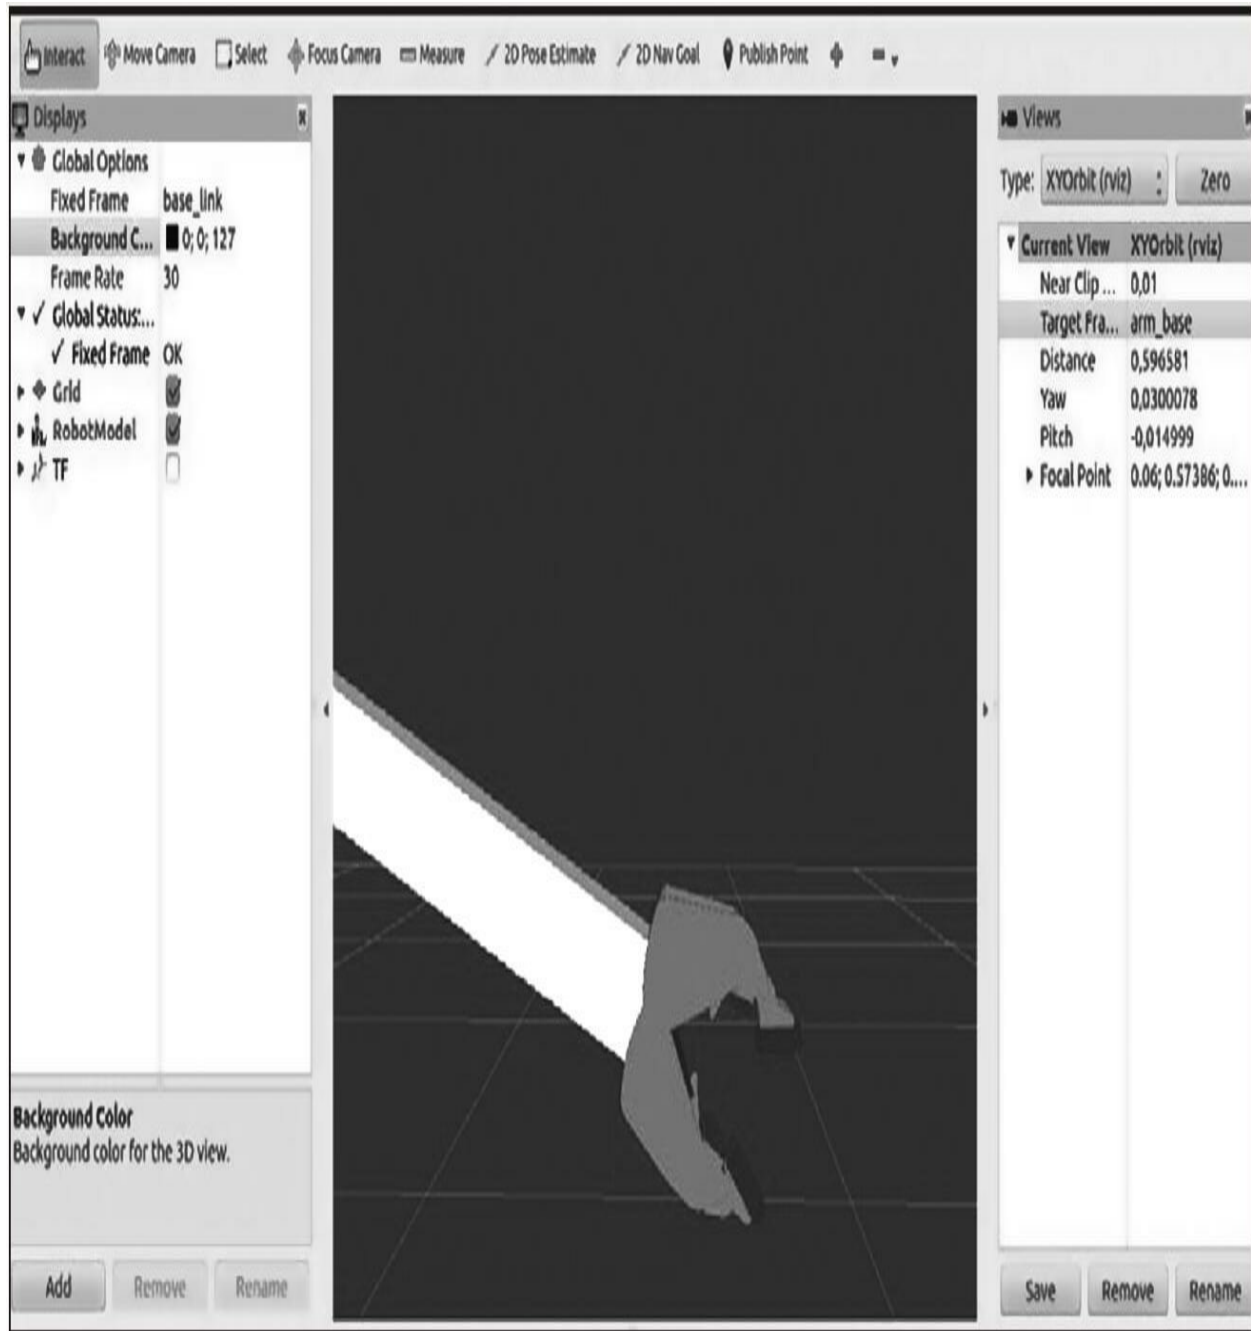 Interact Move Camera Select Focus Camera Measure 2D Pose Estimate 2D Nav Goal Publish Point
Displays
Global Options
Fixed Frame base_link
Background C... 0; 0; 127
Frame Rate 30
Global Status:...
Fixed Frame OK
Grid
RobotModel
TF
Background Color
Background color for the 3D view.
Add Remove Rename
Views
Type: XYOrbit (rviz) Zero
Current View XYOrbit (rviz)
Near Clip ... 0,01
Target Fra... arm_base
Distance 0,596581
Yaw 0,0300078
Pitch -0,014999
Focal Point 0.06; 0.57386; 0....
Save Remove Rename